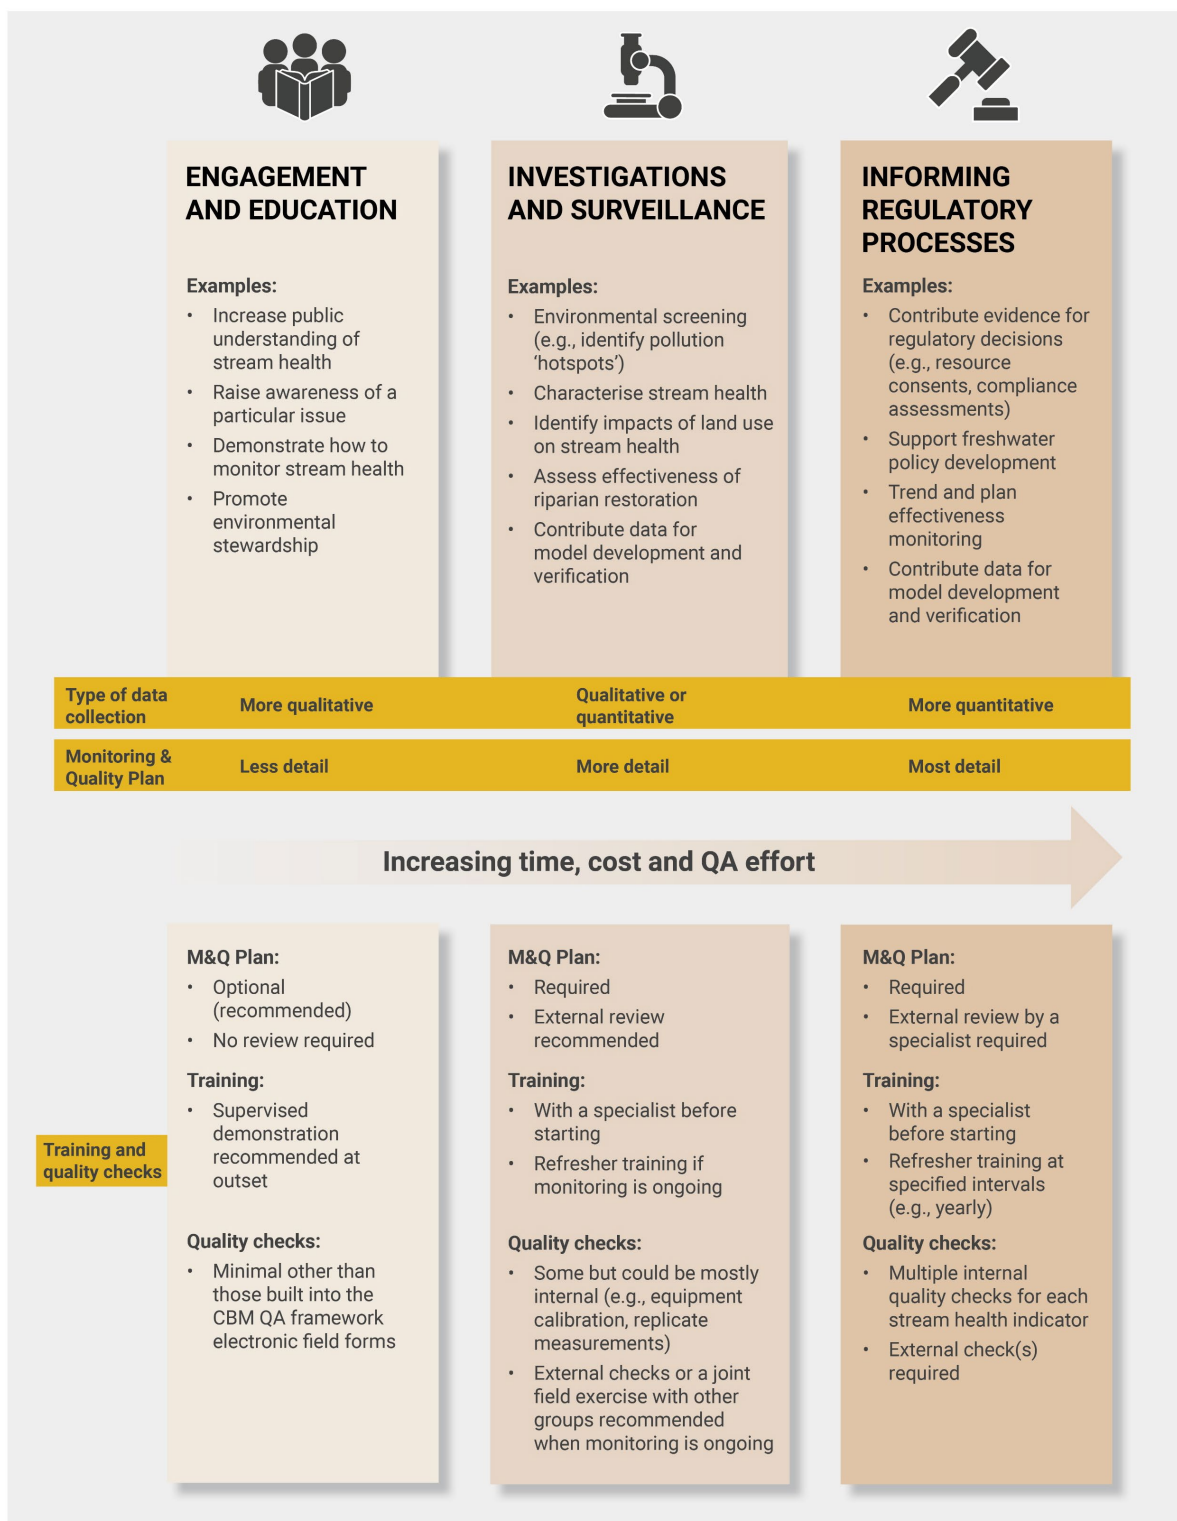 ENGAGEMENT
AND EDUCATION
Examples:
• Increase public
understanding of
stream health
• Raise awareness of a
particular issue
• Demonstrate how to
monitor stream health
• Promote
environmental
stewardship
INVESTIGATIONS
AND SURVEILLANCE
Examples:
• Environmental screening
(e.g., identify pollution
‘hotspots’)
• Characterise stream health
• Identify impacts of land use
on stream health
• Assess effectiveness of
riparian restoration
• Contribute data for
model development and
verification
INFORMING
REGULATORY
PROCESSES
Examples:
• Contribute evidence for
regulatory decisions
(e.g., resource
consents, compliance
assessments)
• Support freshwater
policy development
• Trend and plan
effectiveness
monitoring
• Contribute data for
model development
and verification
Type of data
collection
More qualitative
Qualitative or
quantitative
More quantitative
Monitoring &
Quality Plan
Less detail
More detail
Most detail
Increasing time, cost and QA effort
Training and
quality checks
M&Q Plan:
• Optional
(recommended)
• No review required
Training:
• Supervised
demonstration
recommended at
outset
Quality checks:
• Minimal other than
those built into the
CBM QA framework
electronic field forms
M&Q Plan:
• Required
• External review
recommended
Training:
• With a specialist before
starting
• Refresher training if
monitoring is ongoing
Quality checks:
• Some but could be mostly
internal (e.g., equipment
calibration, replicate
measurements)
• External checks or a joint
field exercise with other
groups recommended
when monitoring is ongoing
M&Q Plan:
• Required
• External review by a
specialist required
Training:
• With a specialist
before starting
• Refresher training at
specified intervals
(e.g., yearly)
Quality checks:
• Multiple internal
quality checks for each
stream health indicator
• External check(s)
required